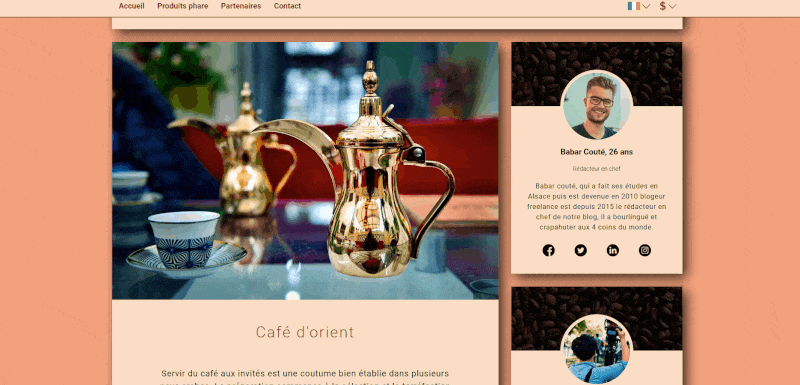 Accueil Produits phare Partenaires Contact $
Café d'orient
Servir du café aux invités est une coutume bien établie dans plusieurs
Babar Couté, 26 ans
Rédacteur en chef
Babar couté, qui a fait ses études en
Alsace puis est devenue en 2010 blogeur
freelance est depuis 2015 le rédacteur en
chef de notre blog, il a bourlingué et
crapahuter aux 4 coins du monde.